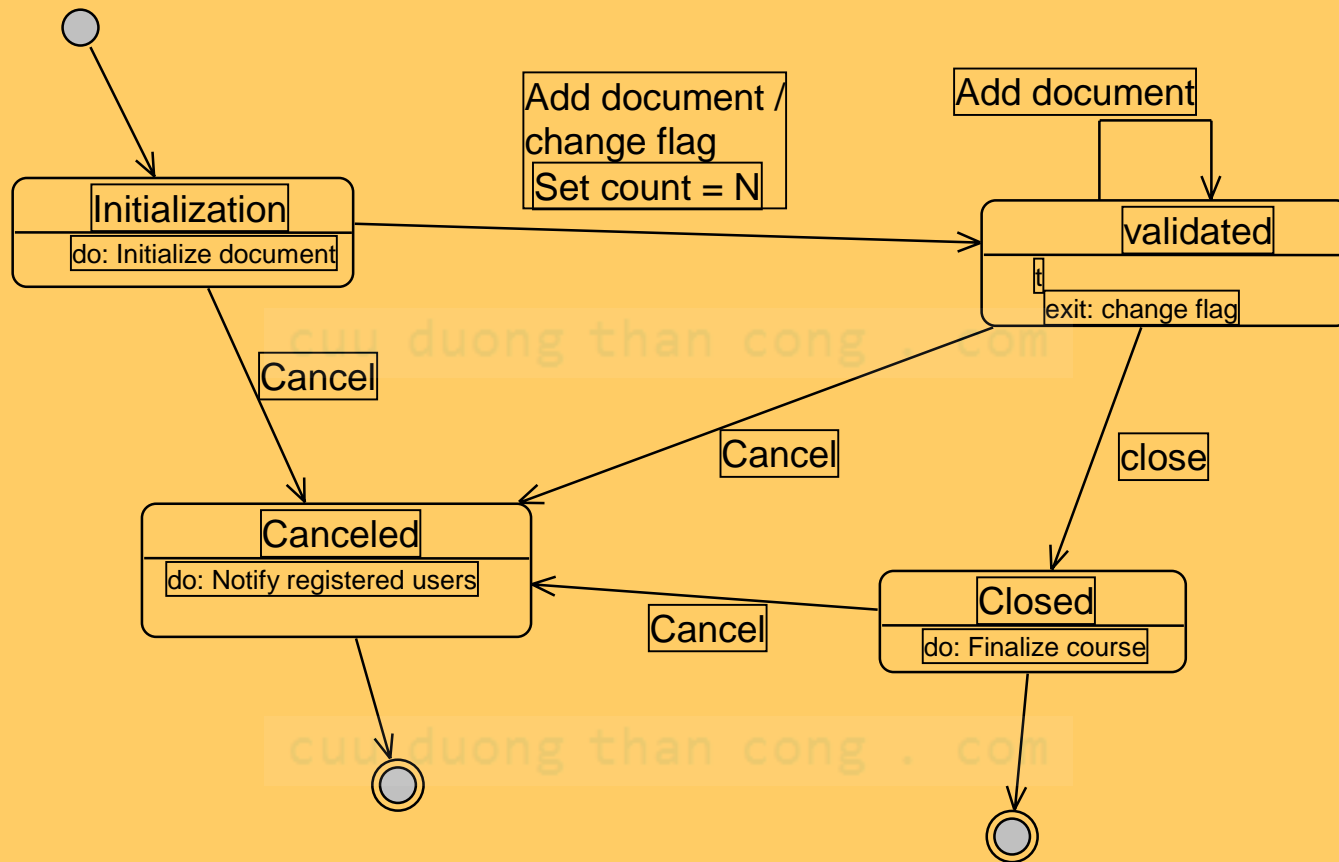 Add document /
change flag
Set count = N
Add document
Initialization
do: Initialize document
validated
t
exit: change flag
cuu duong than cong . com
Cancel
Cancel
close
Canceled
do: Notify registered users
Cancel
Closed
do: Finalize course
cuu duong than cong . com